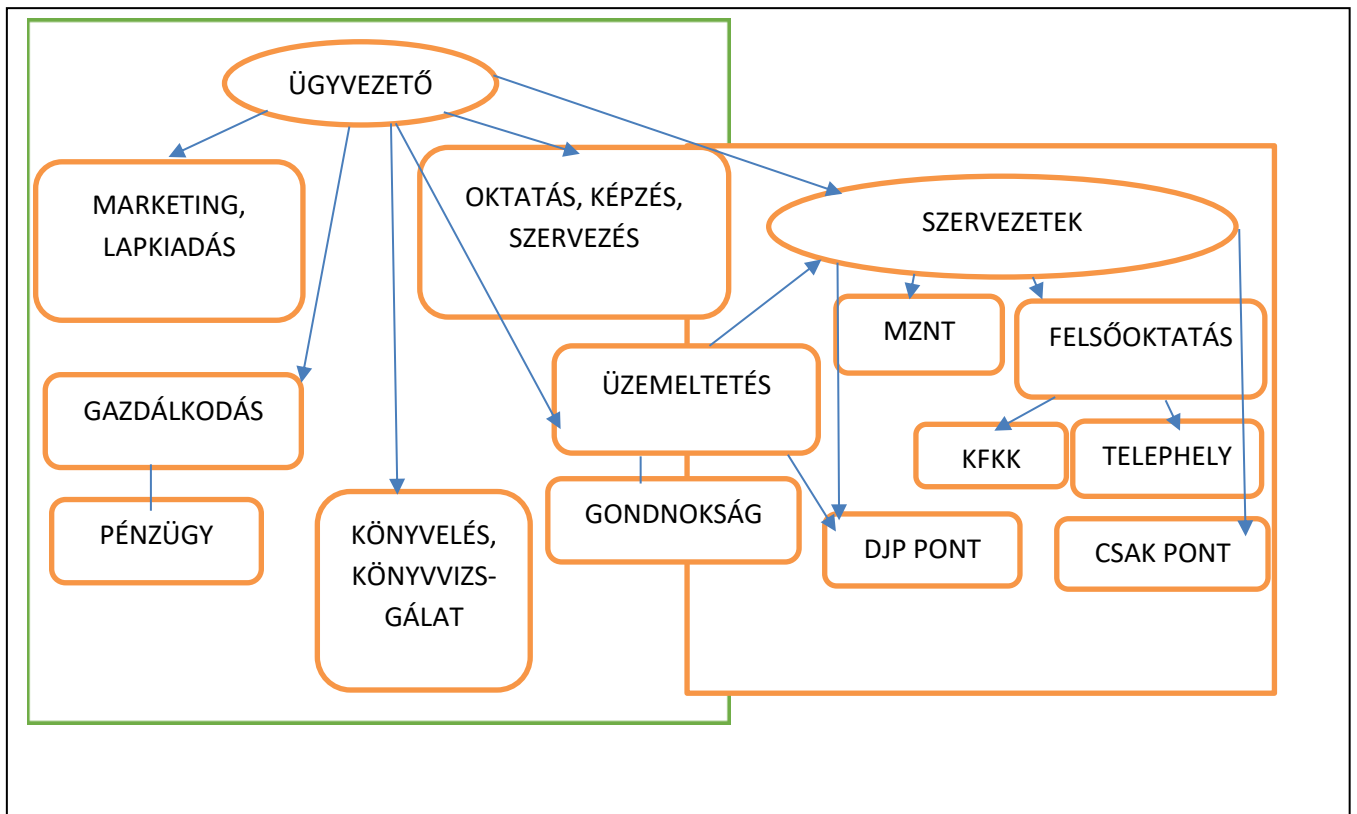 ÜGYVEZETŐ
MARKETING,
LAPKIADÁS
OKTATÁS, KÉPZÉS,
SZERVEZÉS
SZERVEZETEK
MZNT
FELSŐOKTATÁS
ÜZEMELTETÉS
GAZDÁLKODÁS
KFKK
TELEPHELY
GONDNOKSÁG
PÉNZÜGY
KÖNYVELÉS,
KÖNYVVIZS-
GÁLAT
DJP PONT
CSAK PONT